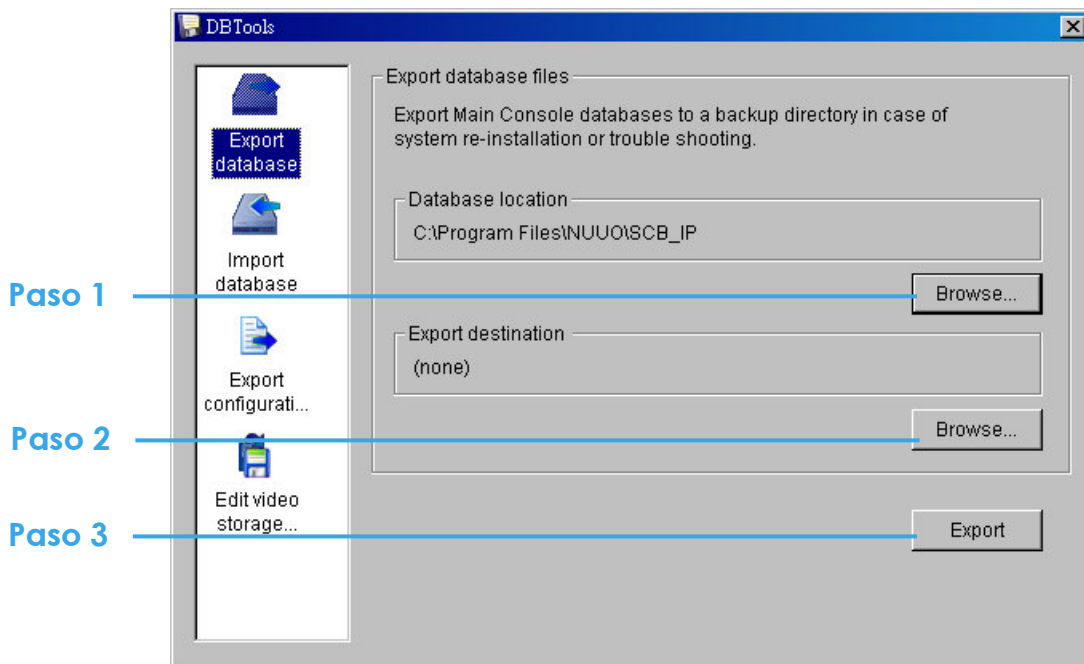 DBTools
Export
database
Import
database
Export
configurati...
Edit video
storage...
Export database files
Export Main Console databases to a backup directory in case of
system re-installation or trouble shooting.
Database location
C:\Program Files\NUUO\SCB_IP
Paso 1
Browse...
Export destination
(none)
Paso 2
Browse...
Paso 3
Export